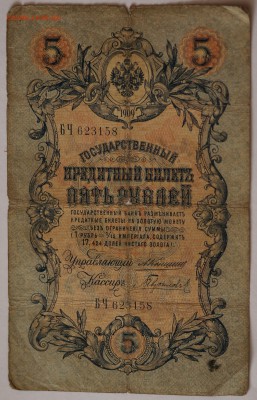 5 5
1909
БЧ 623158
ГОСУДАРСТВЕННЫЙ
КРЕДИТНЫЙ БИЛЕТЪ
ПЯТЬ РУБЛЕЙ
ГОСУДАРСТВЕННЫЙ БАНКЪ РАЗМѢНИВАЕТЪ
КРЕДИТНЫЕ БИЛЕТЫ НА ЗОЛОТУЮ МОНЕТУ
БЕЗЪ ОГРАНИЧЕНІЯ СУММЫ
(1 РУБЛЬ = 1/15 ИМПЕРІАЛА, СОДЕРЖИТЪ
17,424 ДОЛЕЙ ЧИСТАГО ЗОЛОТА)
Управляющій
Кассиръ
БЧ 623158
5